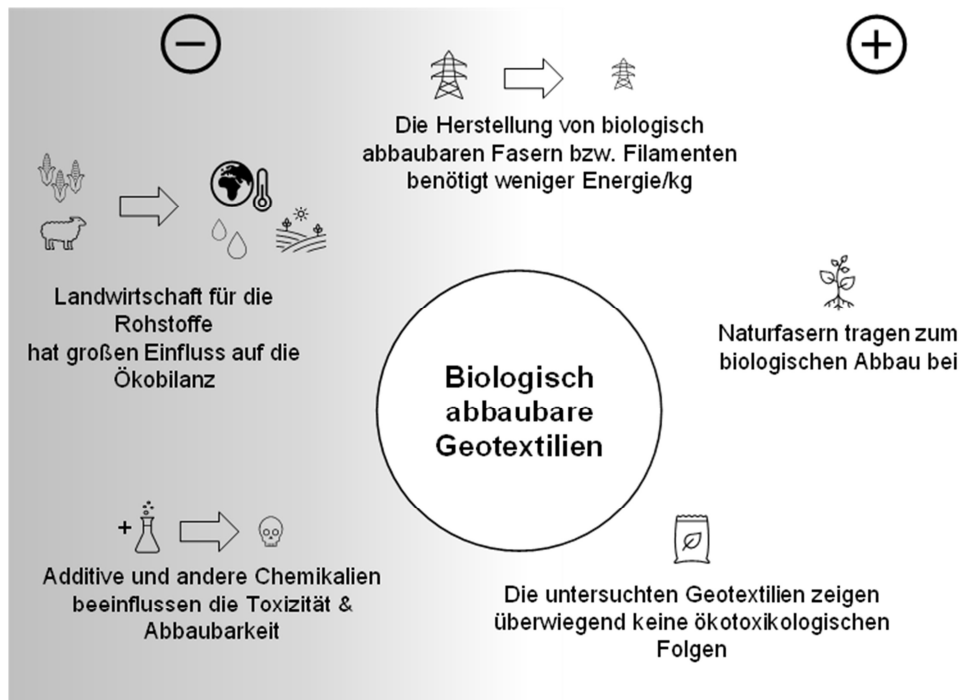 Die Herstellung von biologisch
abbaubaren Fasern bzw. Filamenten
benötigt weniger Energie/kg
Landwirtschaft für die
Rohstoffe
hat großen Einfluss auf die
Ökobilanz
Naturfasern tragen zum
biologischen Abbau bei
Biologisch
abbaubare
Geotextilien
+
Additive und andere Chemikalien
beeinflussen die Toxizität &
Abbaubarkeit
Die untersuchten Geotextilien zeigen
überwiegend keine ökotoxikologischen
Folgen